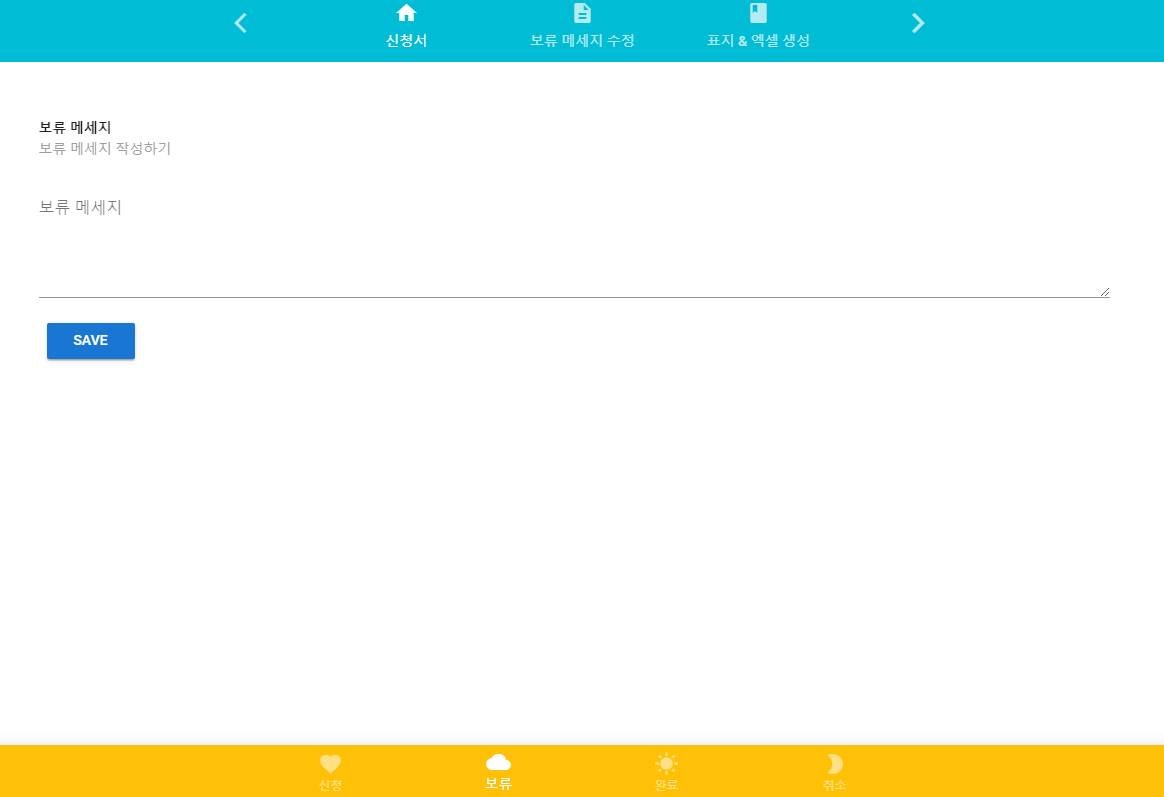 신청서
보류 메세지 수정
표지 & 엑셀 생성
보류 메세지
보류 메세지 작성하기
보류 메세지
SAVE
신청
보류
완료
취소